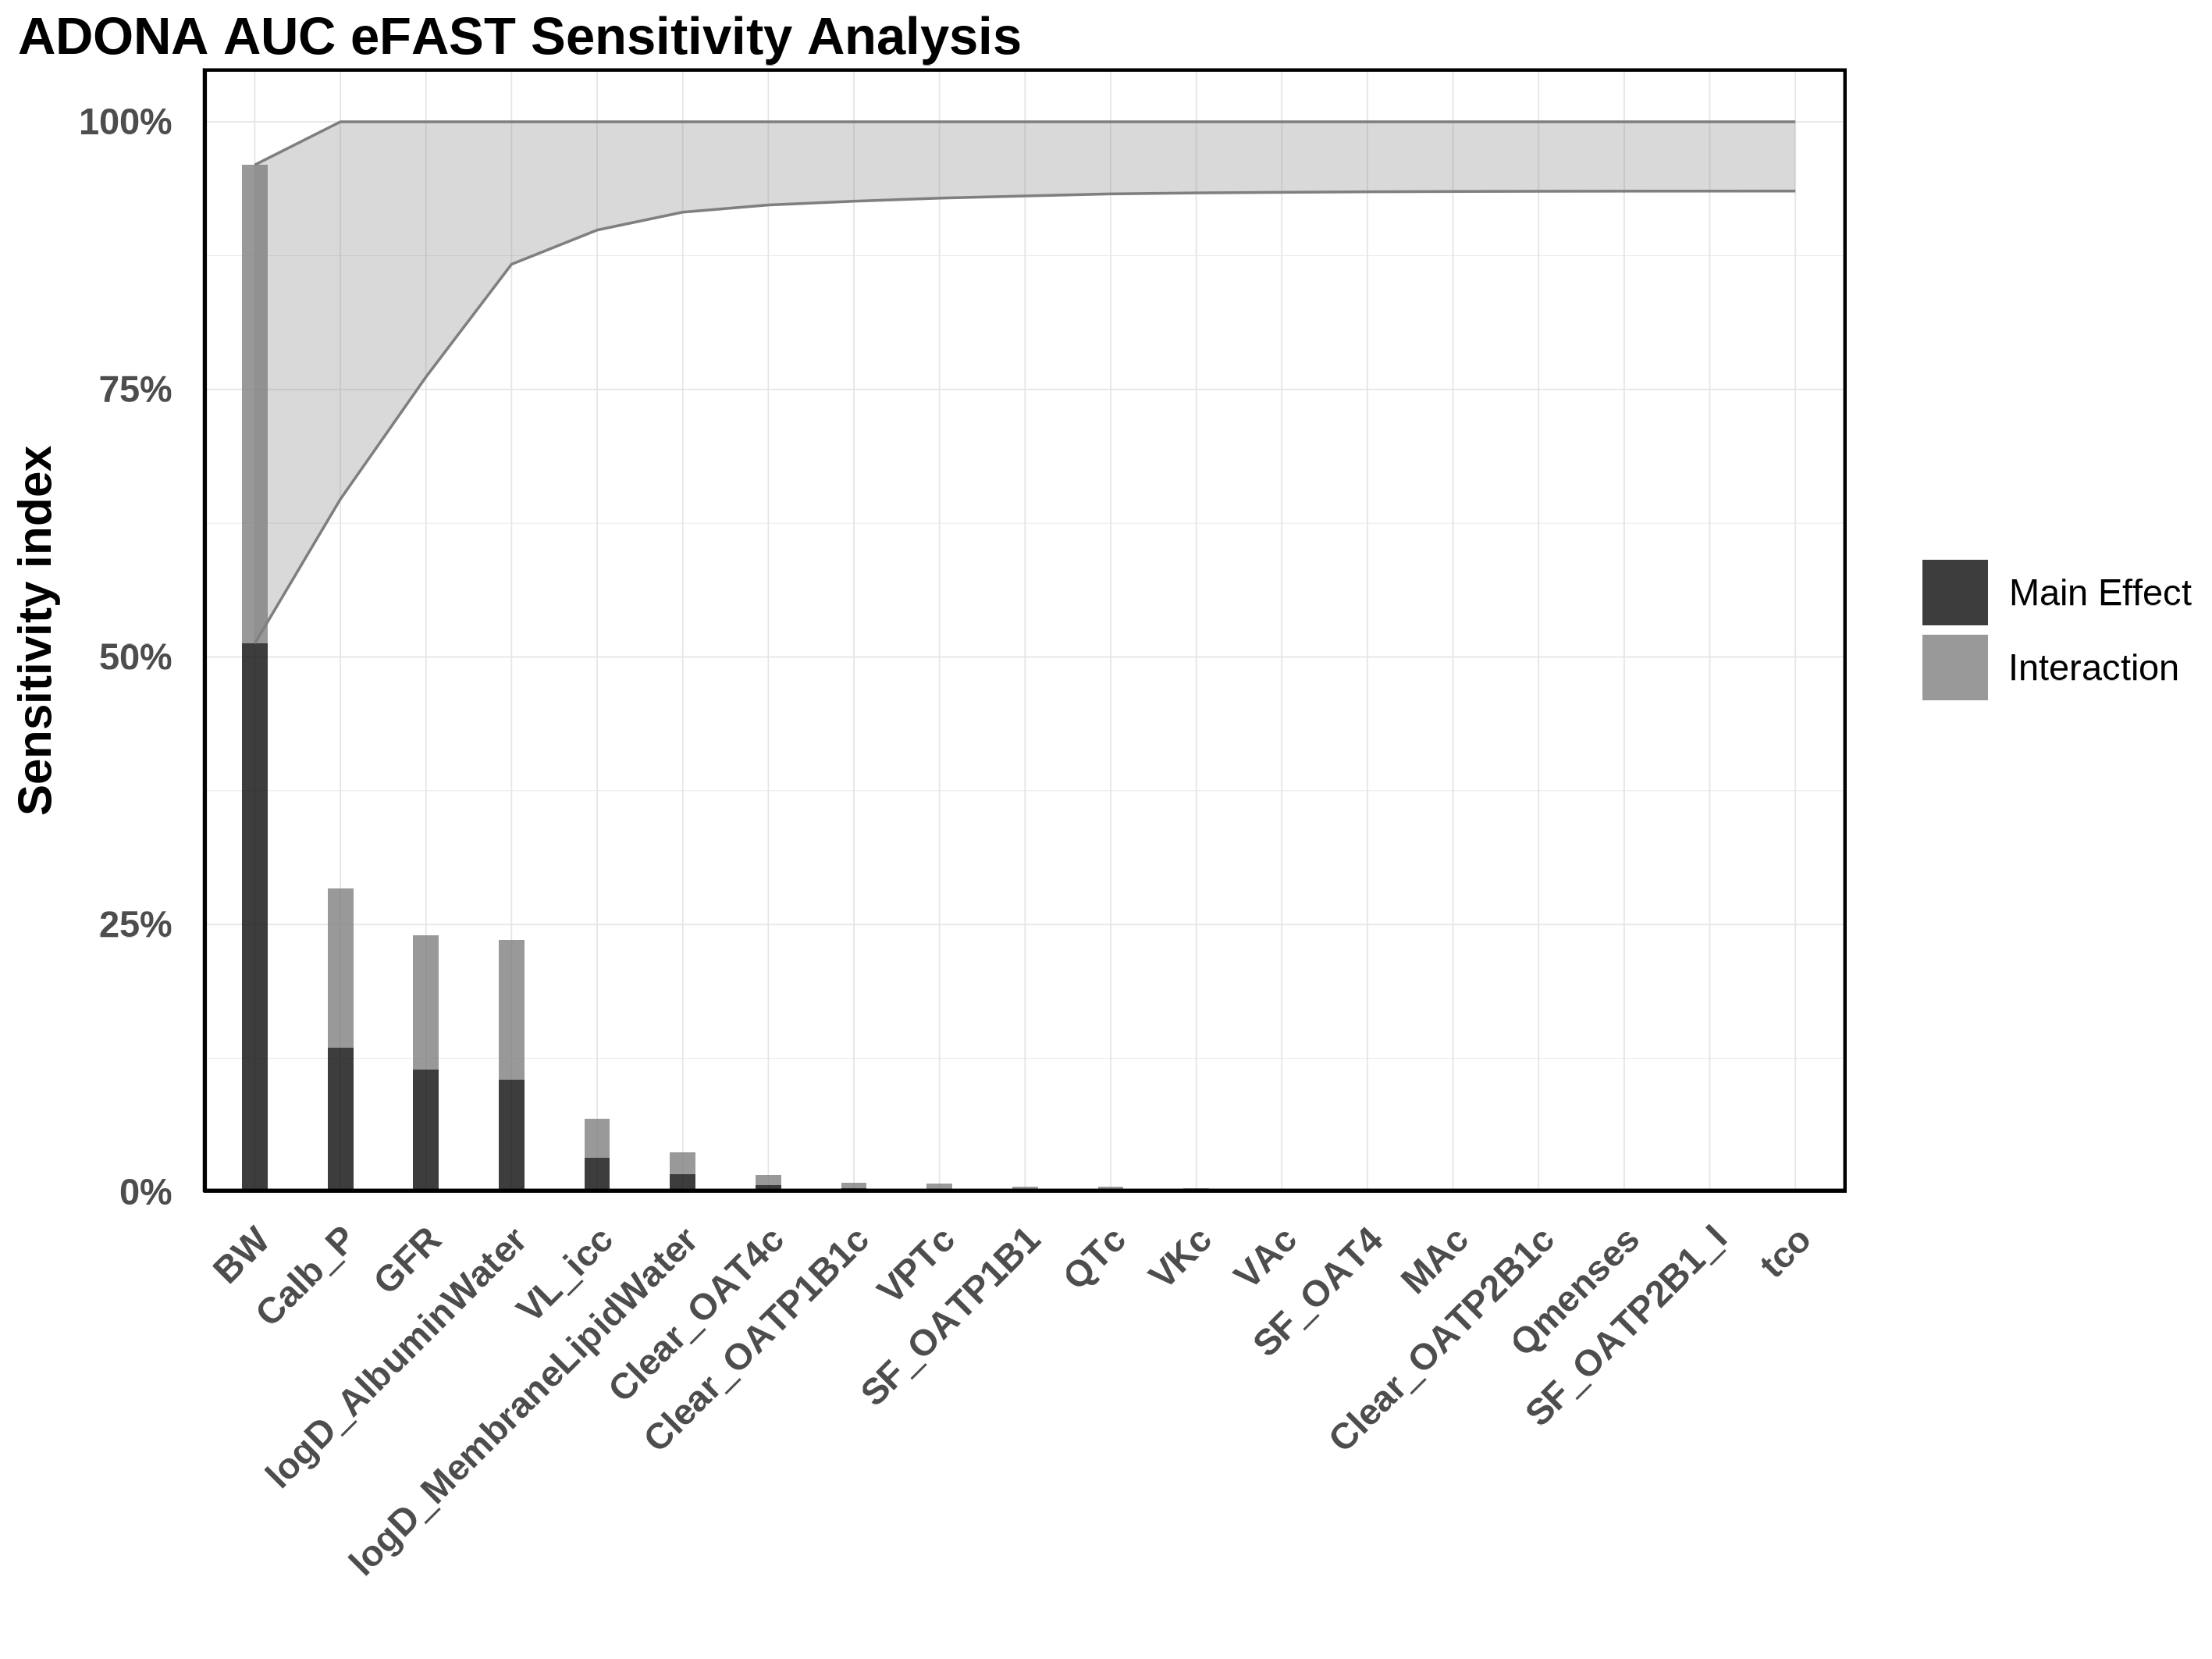 ADONA AUC eFAST Sensitivity Analysis
Sensitivity index
100%
75%
50%
25%
0%
BW
Calb_P
GFR
logD_AlbuminWater
VL_icc
logD_MembraneLipidWater
Clear_OAT4c
Clear_OATP1B1c
VPTc
SF_OATP1B1
QTc
VKc
VAc
SF_OAT4
MAc
Clear_OATP2B1c
Qmenses
SF_OATP2B1_I
tco
Main Effect
Interaction